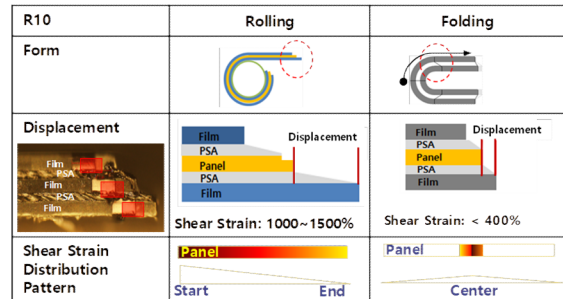 R10
Rolling
Folding
Form
Displacement
Film
PSA
Film
PSA
Film
Film
PSA
Panel
PSA
Film
Displacement
Shear Strain: 1000~1500%
Film
PSA
Panel
PSA
Film
Displacement
Shear Strain: < 400%
Shear Strain
Distribution
Pattern
Panel
Start
End
Panel
Center